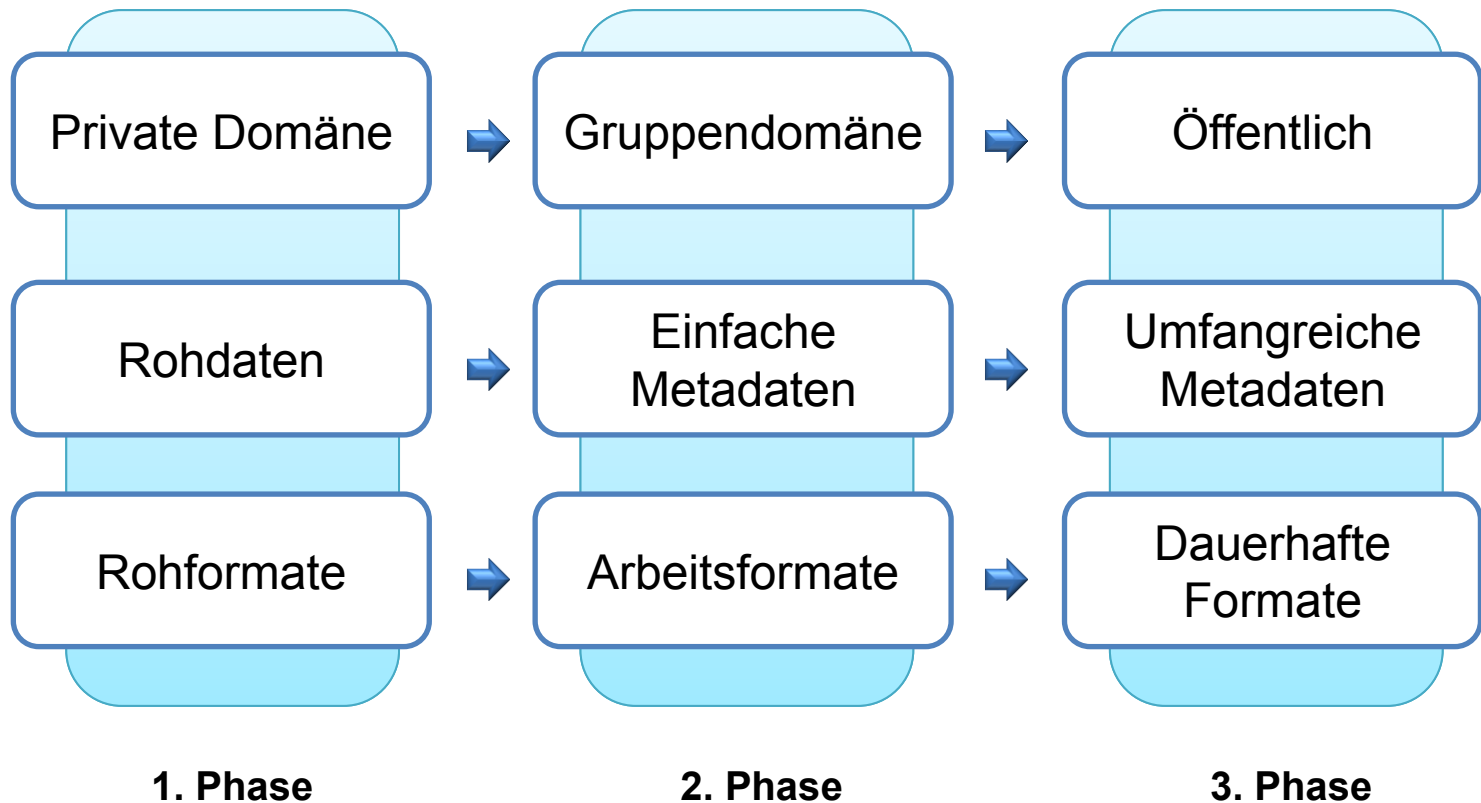 Private Domäne
Gruppendomäne
Öffentlich
Rohdaten
Einfache
Metadaten
Umfangreiche
Metadaten
Rohformate
Arbeitsformate
Dauerhafte
Formate
1. Phase
2. Phase
3. Phase